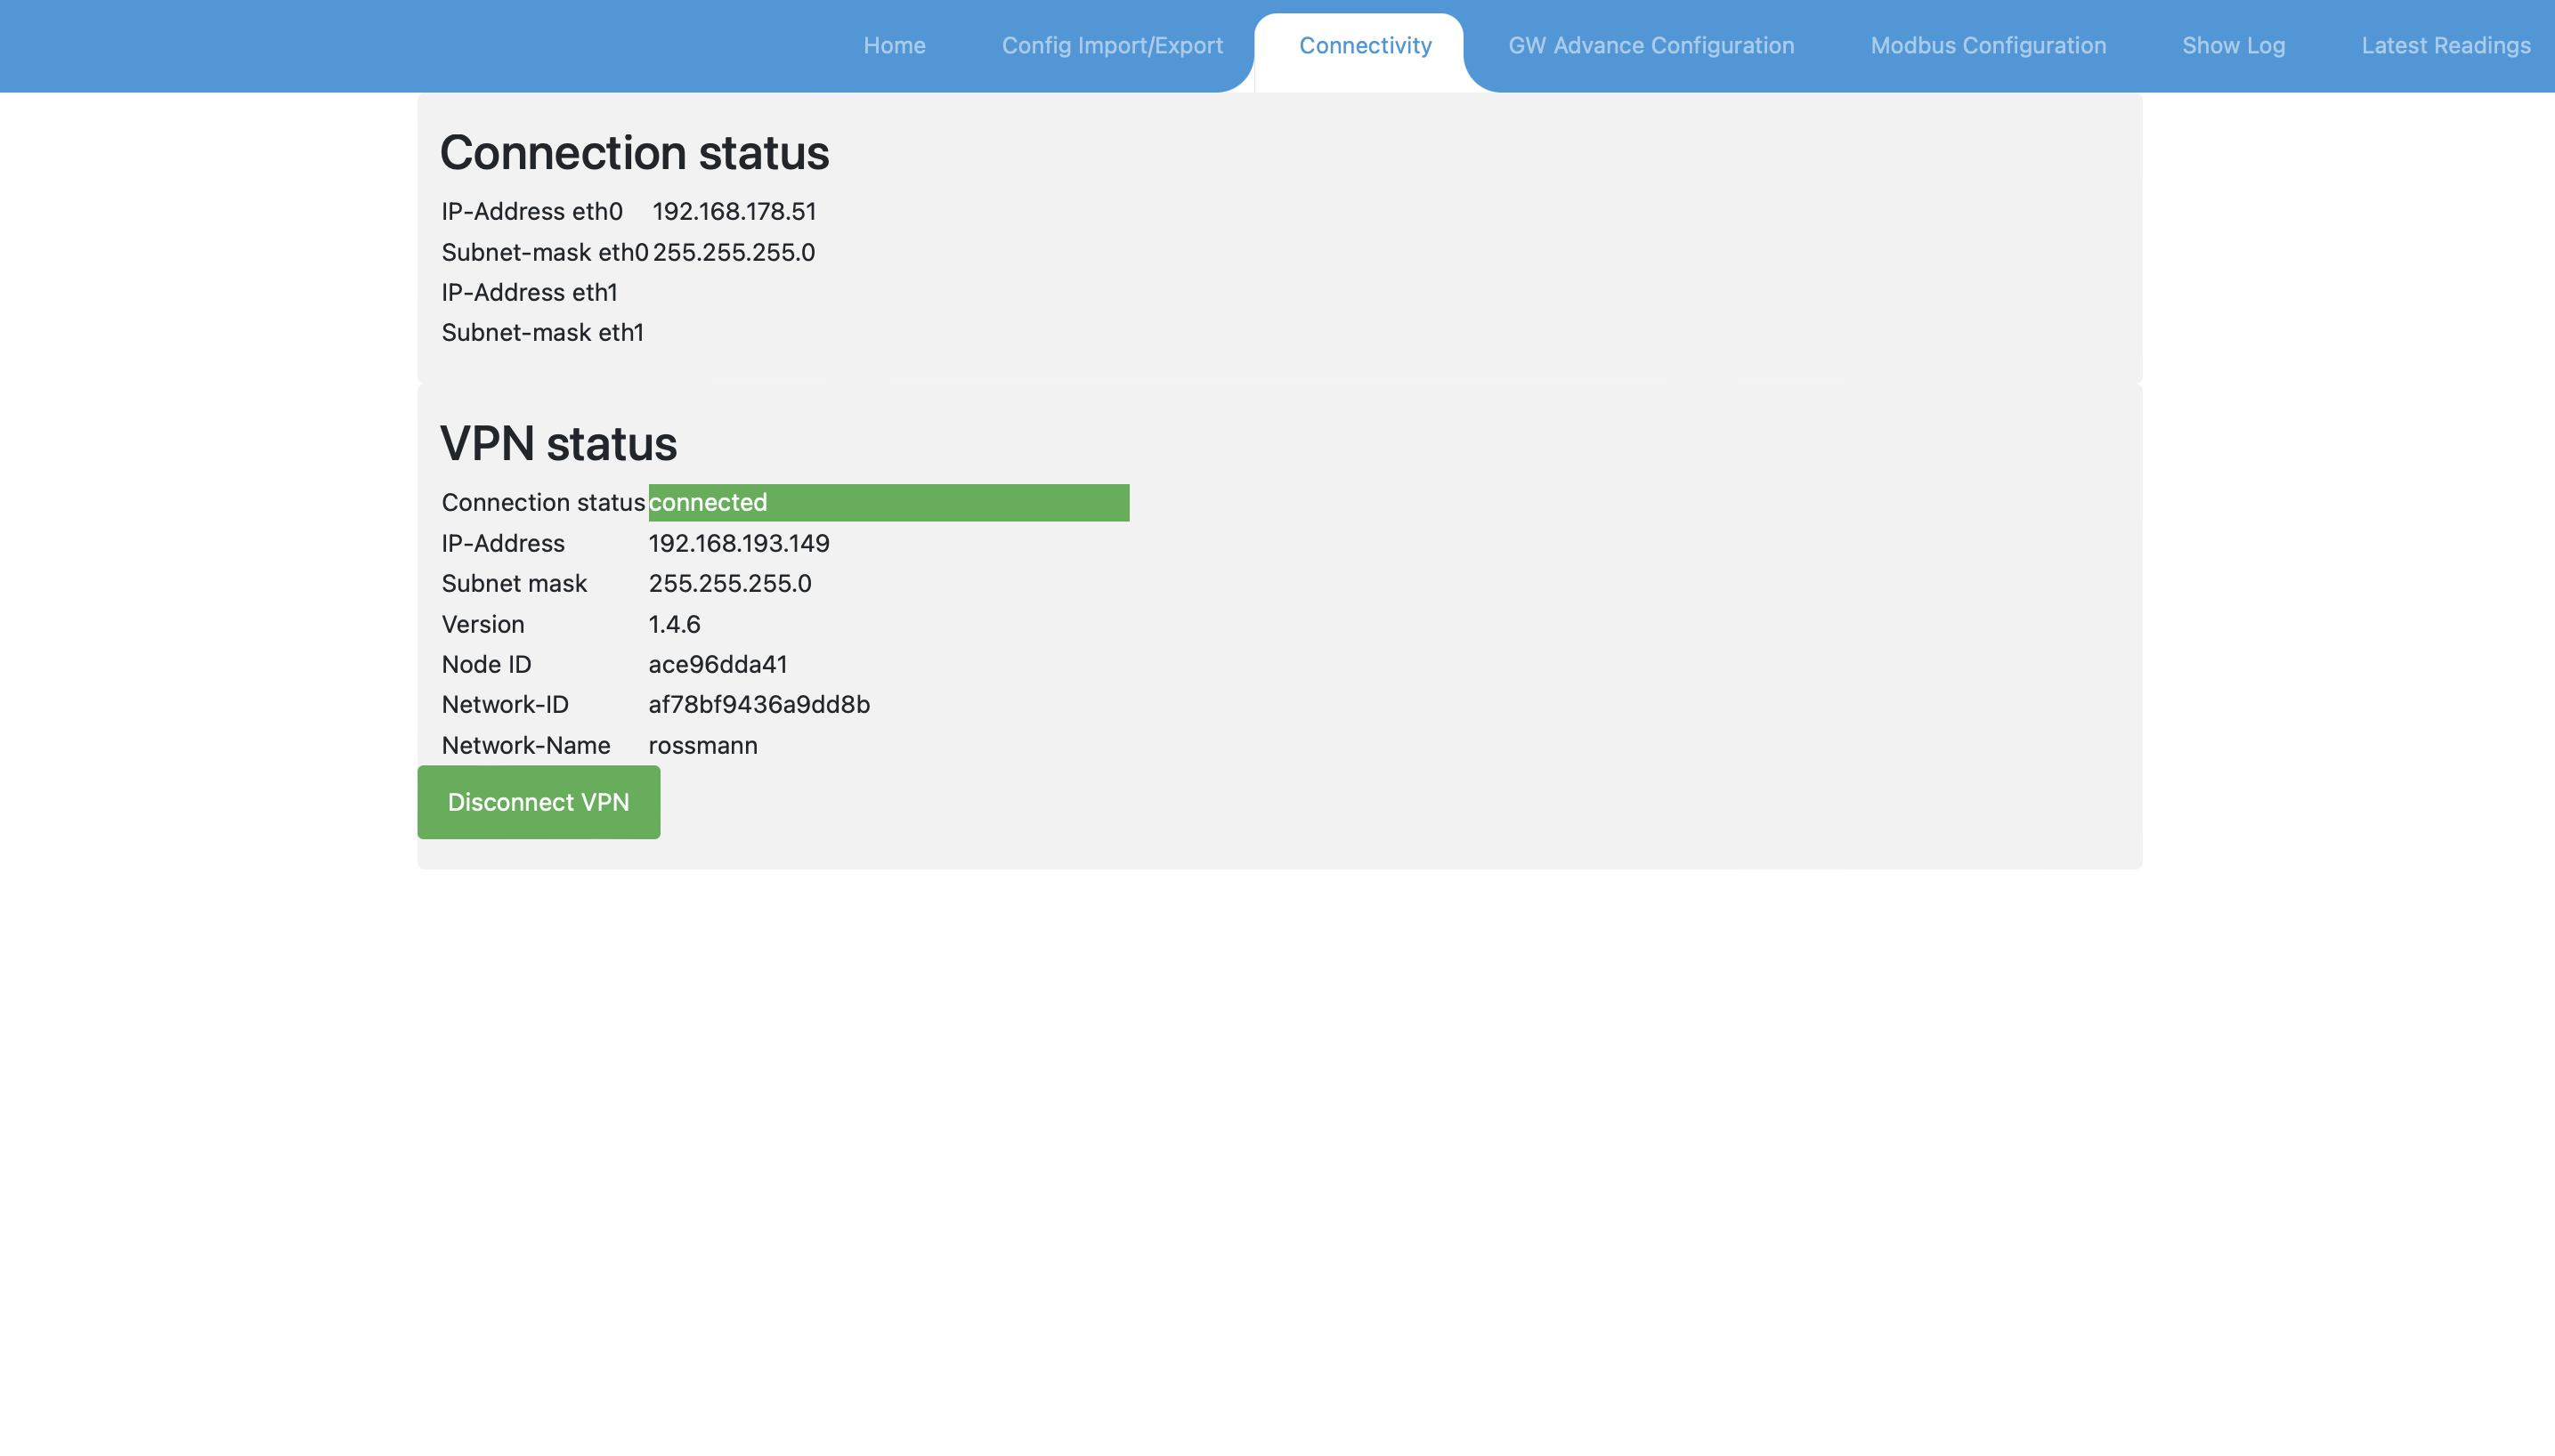 Home Config Import/Export Connectivity GW Advance Configuration Modbus Configuration Show Log Latest Readings
Connection status
IP-Address eth0 192.168.178.51
Subnet-mask eth0 255.255.255.0
IP-Address eth1
Subnet-mask eth1
VPN status
Connection status connected
IP-Address 192.168.193.149
Subnet mask 255.255.255.0
Version 1.4.6
Node ID ace96dda41
Network-ID af78bf9436a9dd8b
Network-Name rossmann
Disconnect VPN